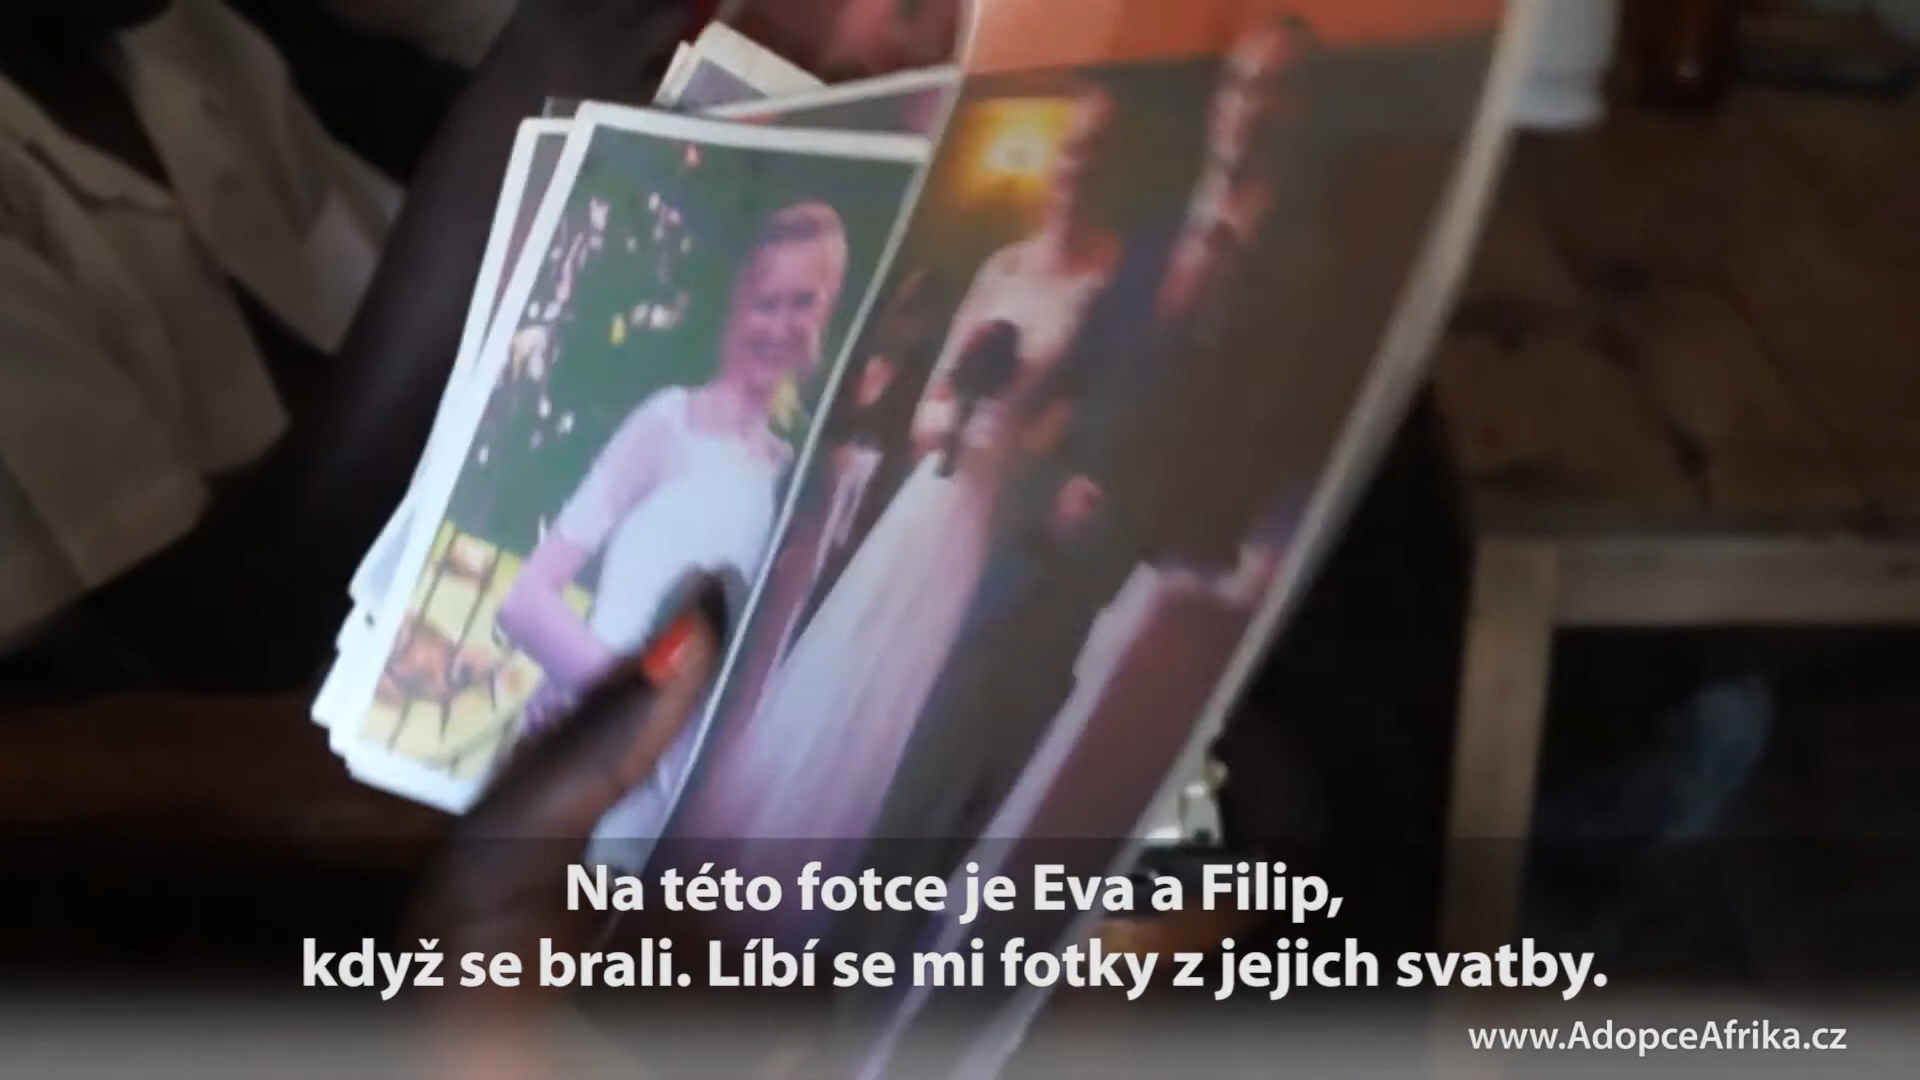 Na této fotce je Eva a Filip,
když se brali. Líbí se mi fotky z jejich svatby.
www.AdopceAfrika.cz